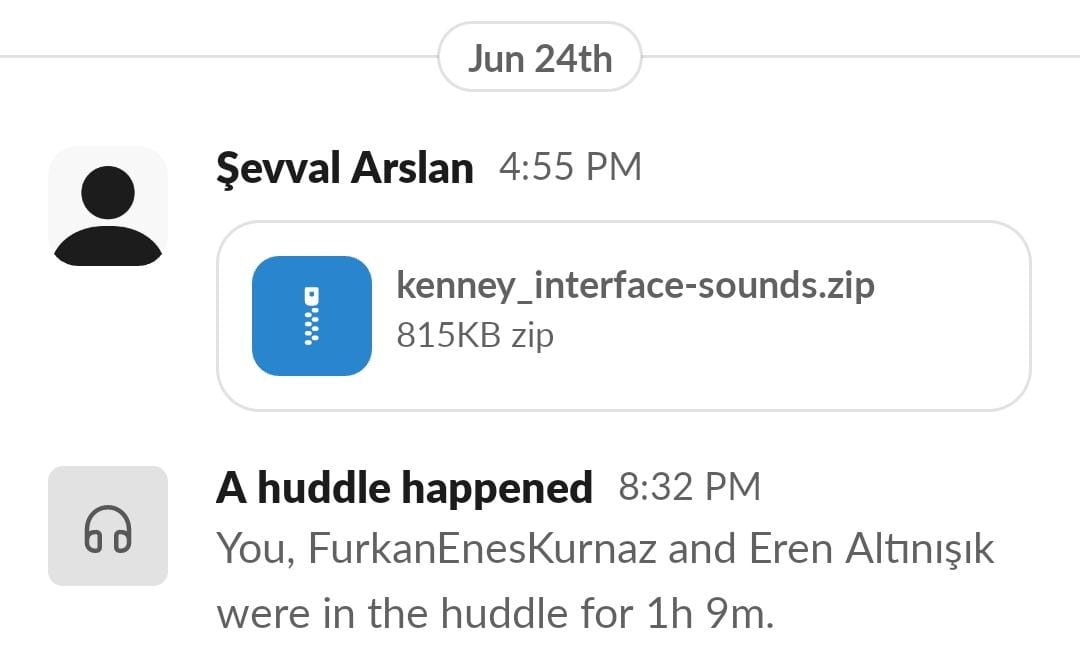 Jun 24th
Şevval Arslan 4:55 PM
kenney_interface-sounds.zip
815KB zip
A huddle happened 8:32 PM
You, FurkanEnesKurnaz and Eren Altınışık
were in the huddle for 1h 9m.